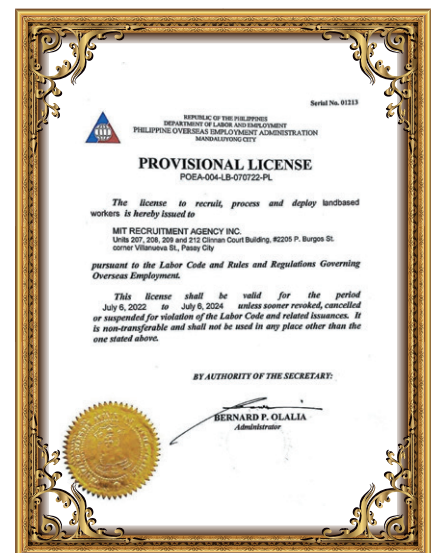 Serial No. 01213
REPUBLIC OF THE PHILIPPINES
DEPARTMENT OF LABOR AND EMPLOYMENT
PHILIPPINE OVERSEAS EMPLOYMENT ADMINISTRATION
MANDALUYONG CITY
PROVISIONAL LICENSE
POEA-004-LB-070722-PL
The license to recruit, process and deploy landbased
workers is hereby issued to
MIT RECRUITMENT AGENCY INC.
Units 207, 208, 209 and 212 Clinnan Court Building, #2205 P. Burgos St.
corner Villanueva St., Pasay City
pursuant to the Labor Code and Rules and Regulations Governing
Overseas Employment.
This license shall be valid for the period
July 6, 2022 to July 6, 2024 unless sooner revoked, cancelled
or suspended for violation of the Labor Code and related issuances. It
is non-transferable and shall not be used in any place other than the
one stated above.
BY AUTHORITY OF THE SECRETARY:
BERNARD P. OLALIA
Administrator